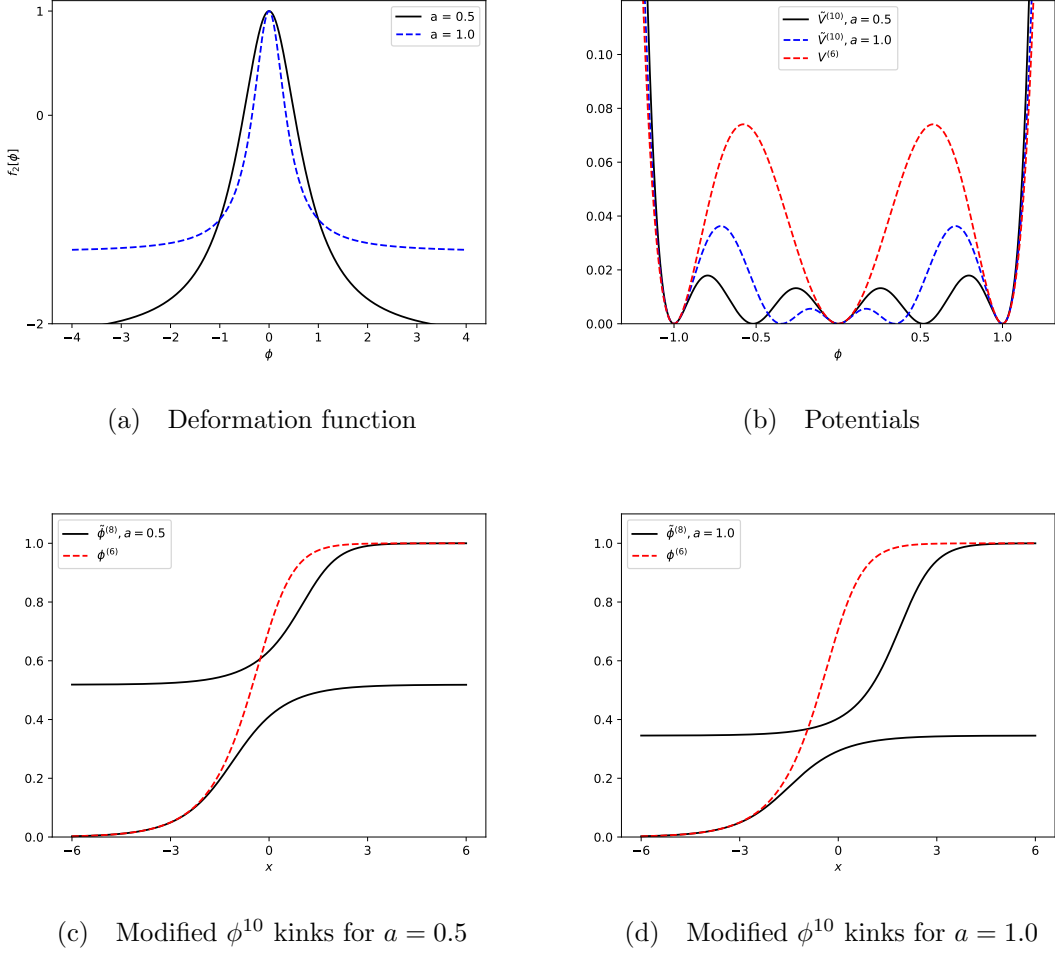 1
0
−2
−4 −3 −2 −1 0 1 2 3 4
f₂[ϕ]
ϕ
a = 0.5
a = 1.0
(a) Deformation function
0.12
0.10
0.08
0.06
0.04
0.02
0.00
−1.0 −0.5 0 0.5 1.0
ϕ
Ṽ⁽¹⁰⁾, a = 0.5
Ṽ⁽¹⁰⁾, a = 1.0
V⁽⁶⁾
(b) Potentials
1.0
0.8
0.6
0.4
0.2
0.0
−6 −3 0 3 6
x
ϕ̃⁽⁸⁾, a = 0.5
ϕ⁽⁶⁾
(c) Modified ϕ¹⁰ kinks for a = 0.5
1.0
0.8
0.6
0.4
0.2
0.0
−6 −3 0 3 6
x
ϕ̃⁽⁸⁾, a = 1.0
ϕ⁽⁶⁾
(d) Modified ϕ¹⁰ kinks for a = 1.0